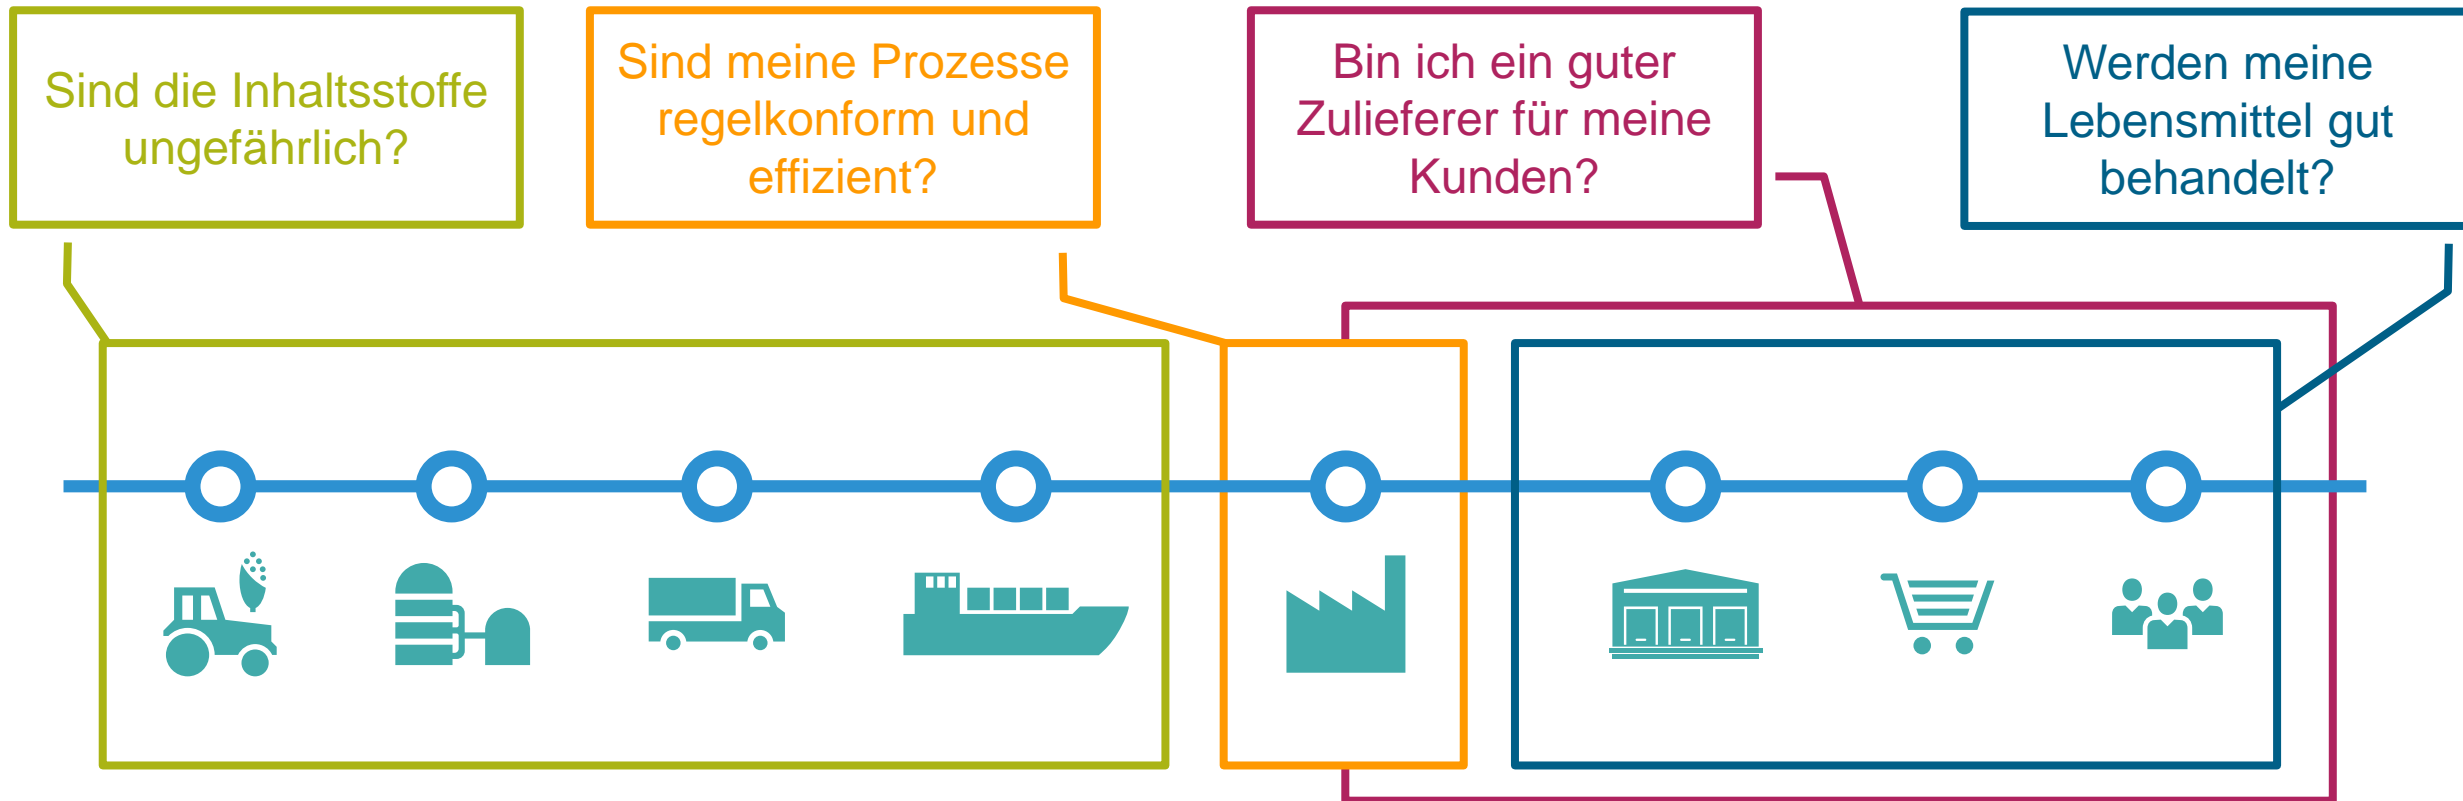 Sind die Inhaltsstoffe
ungefährlich?
Sind meine Prozesse
regelkonform und
effizient?
Bin ich ein guter
Zulieferer für meine
Kunden?
Werden meine
Lebensmittel gut
behandelt?